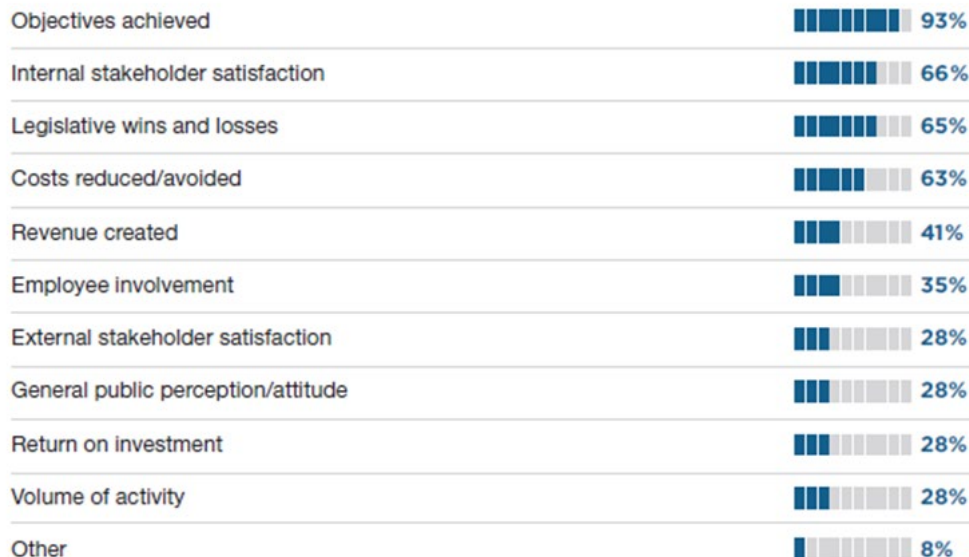 Objectives achieved 93%
Internal stakeholder satisfaction 66%
Legislative wins and losses 65%
Costs reduced/avoided 63%
Revenue created 41%
Employee involvement 35%
External stakeholder satisfaction 28%
General public perception/attitude 28%
Return on investment 28%
Volume of activity 28%
Other 8%